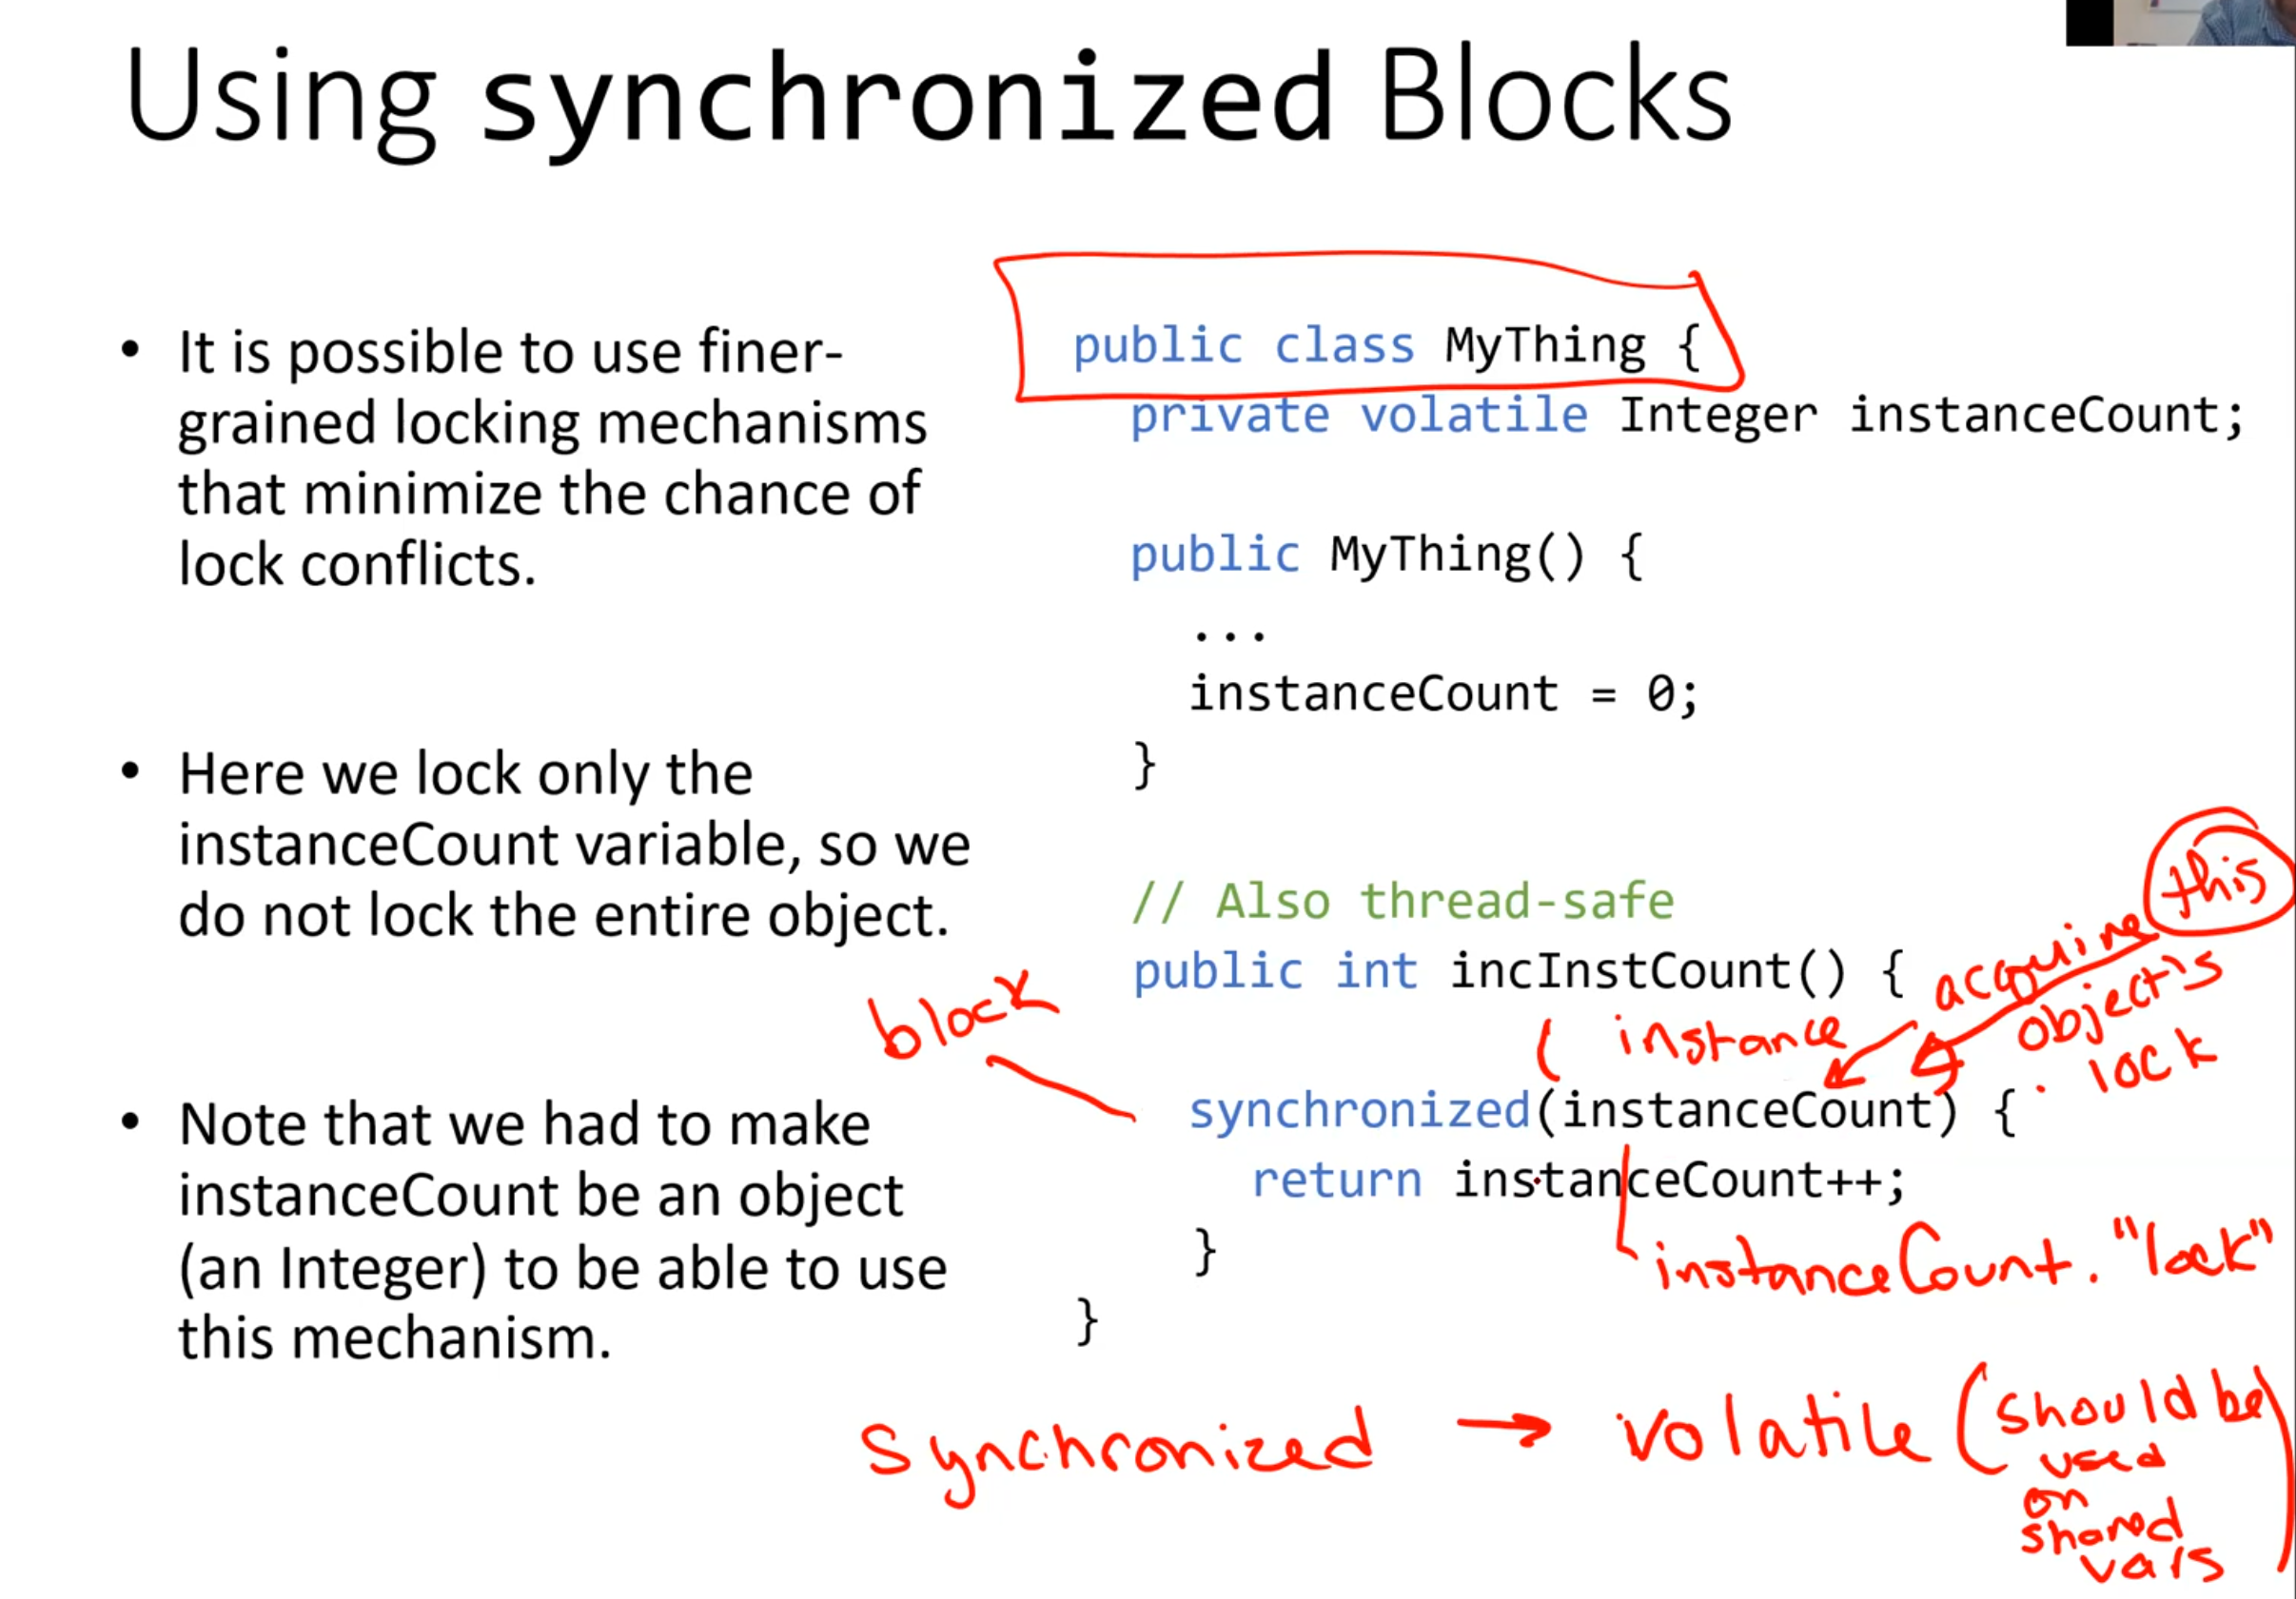 Using synchronized Blocks
• It is possible to use finer-
grained locking mechanisms
that minimize the chance of
lock conflicts.
• Here we lock only the
instanceCount variable, so we
do not lock the entire object.
• Note that we had to make
instanceCount be an object
(an Integer) to be able to use
this mechanism.
public class MyThing {
private volatile Integer instanceCount;
public MyThing() {
...
instanceCount = 0;
}
// Also thread-safe
public int incInstCount() {
synchronized(instanceCount) {
return instanceCount++;
}
}
this
acquire
object's
lock
block
( instance
instanceCount. "lock"
Synchronized → volatile (should be
used
on
shared
vars)